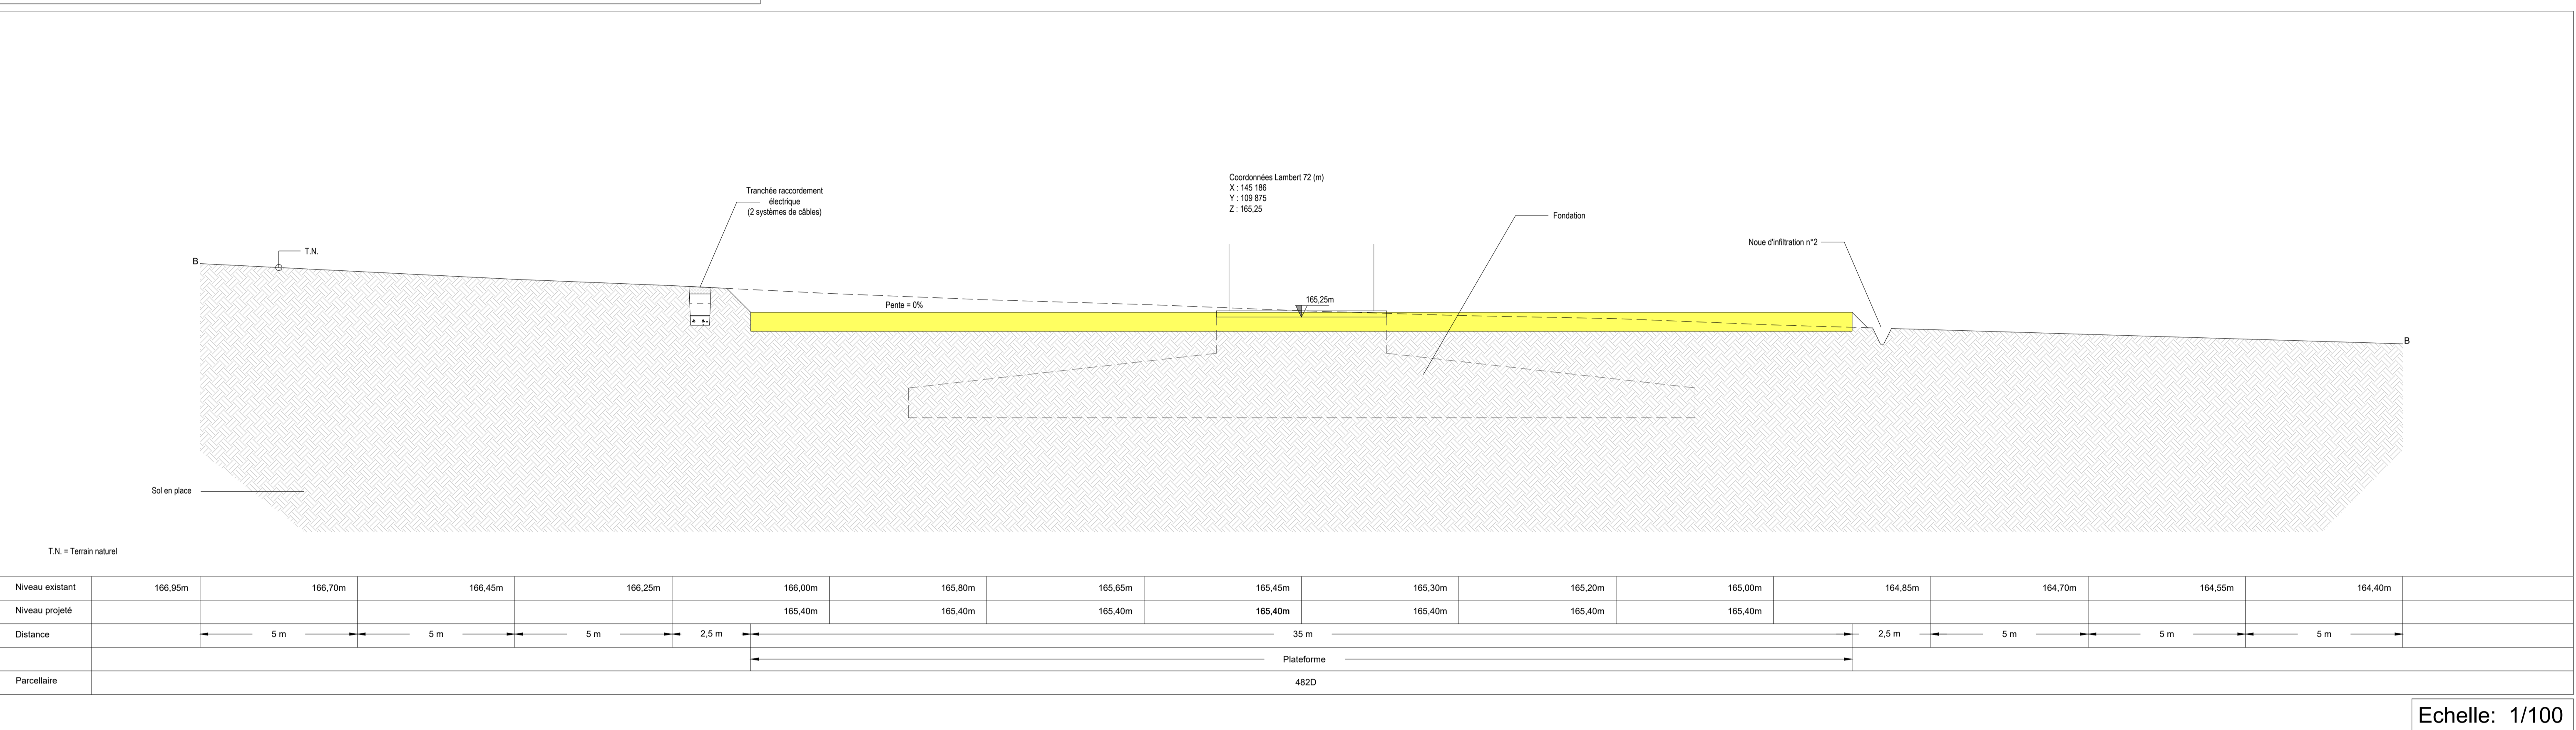 Coordonnées Lambert 72 (m)
X : 145 186
Y : 109 875
Z : 165,25
Tranchée raccordement
électrique
(2 systèmes de câbles)
Fondation
Noue d'infiltration n°2
T.N.
B
165,25m
Pente = 0%
B
Sol en place
T.N. = Terrain naturel
Niveau existant 166,95m 166,70m 166,45m 166,25m 166,00m 165,80m 165,65m 165,45m 165,30m 165,20m 165,00m 164,85m 164,70m 164,55m 164,40m
Niveau projeté 165,40m 165,40m 165,40m 165,40m 165,40m 165,40m 165,40m
Distance 5 m 5 m 5 m 2,5 m 35 m 2,5 m 5 m 5 m 5 m
Plateforme
Parcellaire 482D
Echelle: 1/100